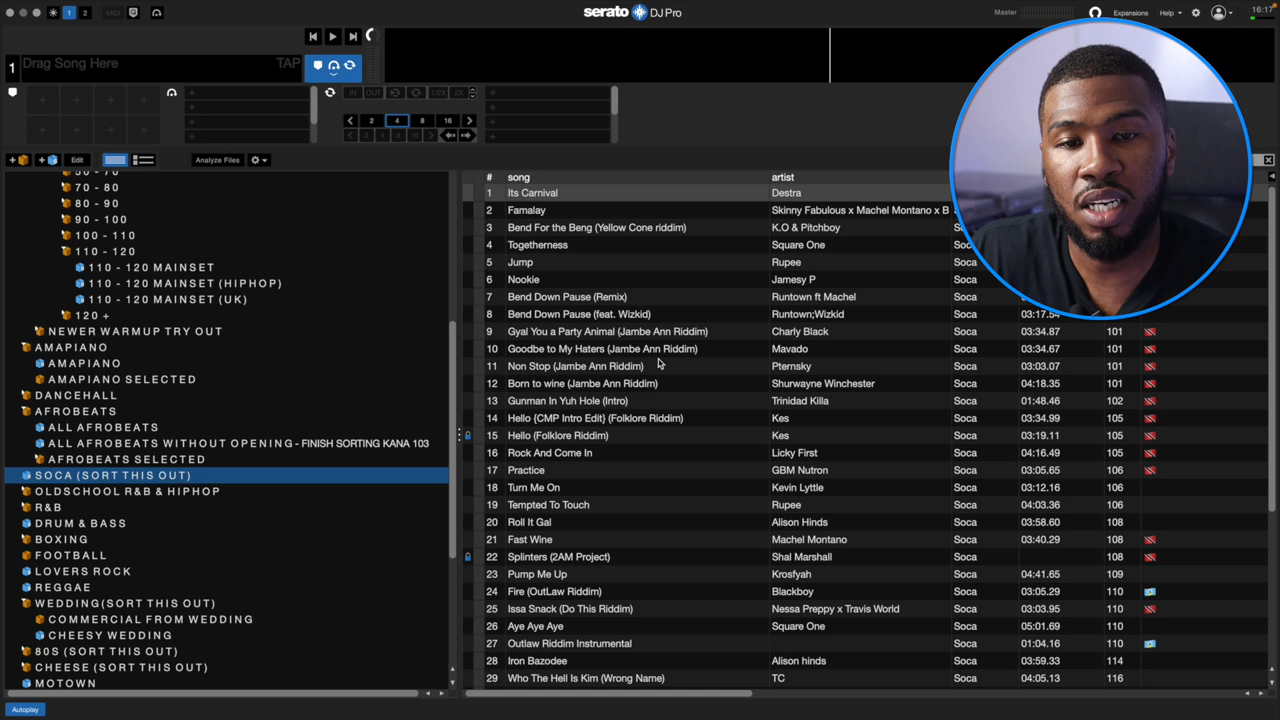 1 2 MIDI
serato DJ Pro
Master
Expansions Help 16:17
1 Drag Song Here TAP
IN OUT 1/2X 2X
2 4 8 16
Edit Analyze Files
50 - 70
70 - 80
80 - 90
90 - 100
100 - 110
110 - 120
110 - 120 MAINSET
110 - 120 MAINSET (HIPHOP)
110 - 120 MAINSET (UK)
120 +
NEWER WARMUP TRY OUT
AMAPIANO
AMAPIANO
AMAPIANO SELECTED
DANCEHALL
AFROBEATS
ALL AFROBEATS
ALL AFROBEATS WITHOUT OPENING - FINISH SORTING KANA 103
AFROBEATS SELECTED
SOCA (SORT THIS OUT)
OLDSCHOOL R&B & HIPHOP
R&B
DRUM & BASS
BOXING
FOOTBALL
LOVERS ROCK
REGGAE
WEDDING(SORT THIS OUT)
COMMERCIAL FROM WEDDING
CHEESY WEDDING
80S (SORT THIS OUT)
CHEESE (SORT THIS OUT)
MOTOWN
# song artist
1 Its Carnival Destra
2 Famalay Skinny Fabulous x Machel Montano x B Soca
3 Bend For the Beng (Yellow Cone riddim) K.O & Pitchboy Soca
4 Togetherness Square One Soca
5 Jump Rupee Soca
6 Nookie Jamesy P Soca
7 Bend Down Pause (Remix) Runtown ft Machel Soca
8 Bend Down Pause (feat. Wizkid) Runtown;Wizkid Soca 03:17.54
9 Gyal You a Party Animal (Jambe Ann Riddim) Charly Black Soca 03:34.87 101
10 Goodbe to My Haters (Jambe Ann Riddim) Mavado Soca 03:34.67 101
11 Non Stop (Jambe Ann Riddim) Pternsky Soca 03:03.07 101
12 Born to wine (Jambe Ann Riddim) Shurwayne Winchester Soca 04:18.35 101
13 Gunman In Yuh Hole (Intro) Trinidad Killa Soca 01:48.46 102
14 Hello {CMP Intro Edit} (Folklore Riddim) Kes Soca 03:34.99 105
15 Hello (Folklore Riddim) Kes Soca 03:19.11 105
16 Rock And Come In Licky First Soca 04:16.49 105
17 Practice GBM Nutron Soca 03:05.65 106
18 Turn Me On Kevin Lyttle Soca 03:12.16 106
19 Tempted To Touch Rupee Soca 04:03.36 106
20 Roll It Gal Alison Hinds Soca 03:58.60 108
21 Fast Wine Machel Montano Soca 03:40.29 108
22 Splinters (2AM Project) Shal Marshall Soca 108
23 Pump Me Up Krosfyah Soca 04:41.65 109
24 Fire (OutLaw Riddim) Blackboy Soca 03:05.29 110
25 Issa Snack (Do This Riddim) Nessa Preppy x Travis World Soca 03:03.95 110
26 Aye Aye Aye Square One Soca 05:01.69 110
27 Outlaw Riddim Instrumental Soca 01:04.16 110
28 Iron Bazodee Alison hinds Soca 03:59.33 114
29 Who The Hell Is Kim (Wrong Name) TC Soca 04:05.13 116
Autoplay